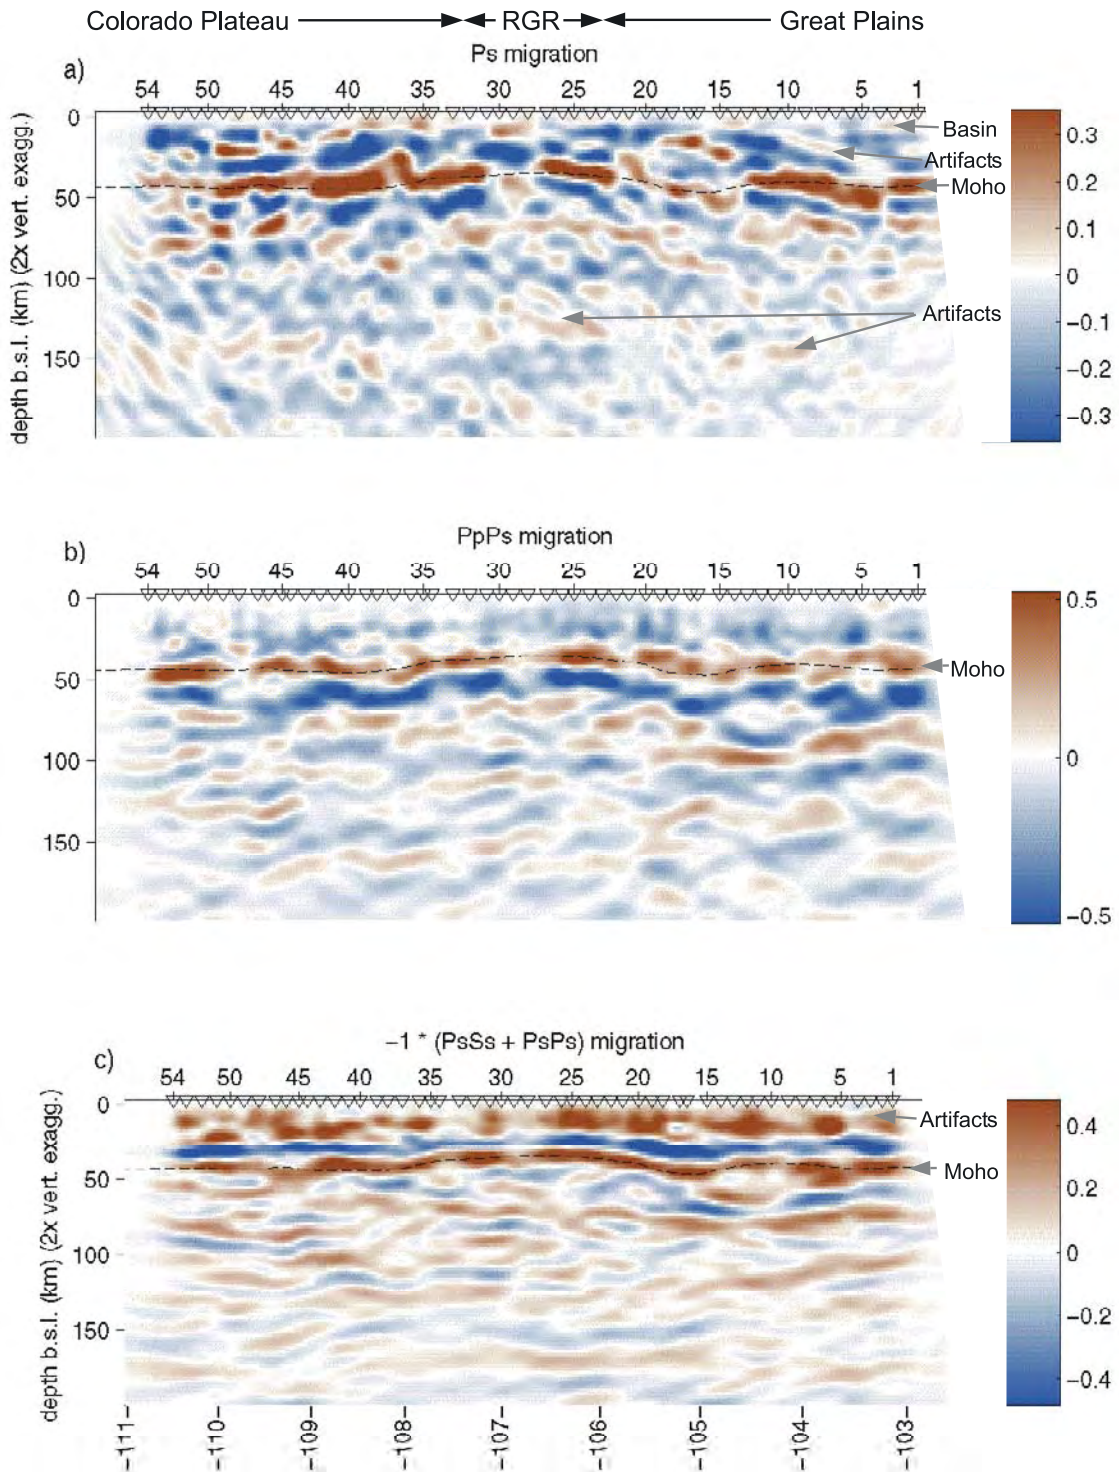 Colorado Plateau RGR Great Plains
Ps migration
a)
54 50 45 40 35 30 25 20 15 10 5 1
0
50
100
150
depth b.s.l. (km) (2x vert. exagg.)
Basin
Artifacts
Moho
Artifacts
0.3
0.2
0.1
0
−0.1
−0.2
−0.3
PpPs migration
b)
54 50 45 40 35 30 25 20 15 10 5 1
0
50
100
150
Moho
0.5
0
−0.5
−1 * (PsSs + PsPs) migration
c)
54 50 45 40 35 30 25 20 15 10 5 1
0
50
100
150
depth b.s.l. (km) (2x vert. exagg.)
Artifacts
Moho
0.4
0.2
0
−0.2
−0.4
−111 −110 −109 −108 −107 −106 −105 −104 −103